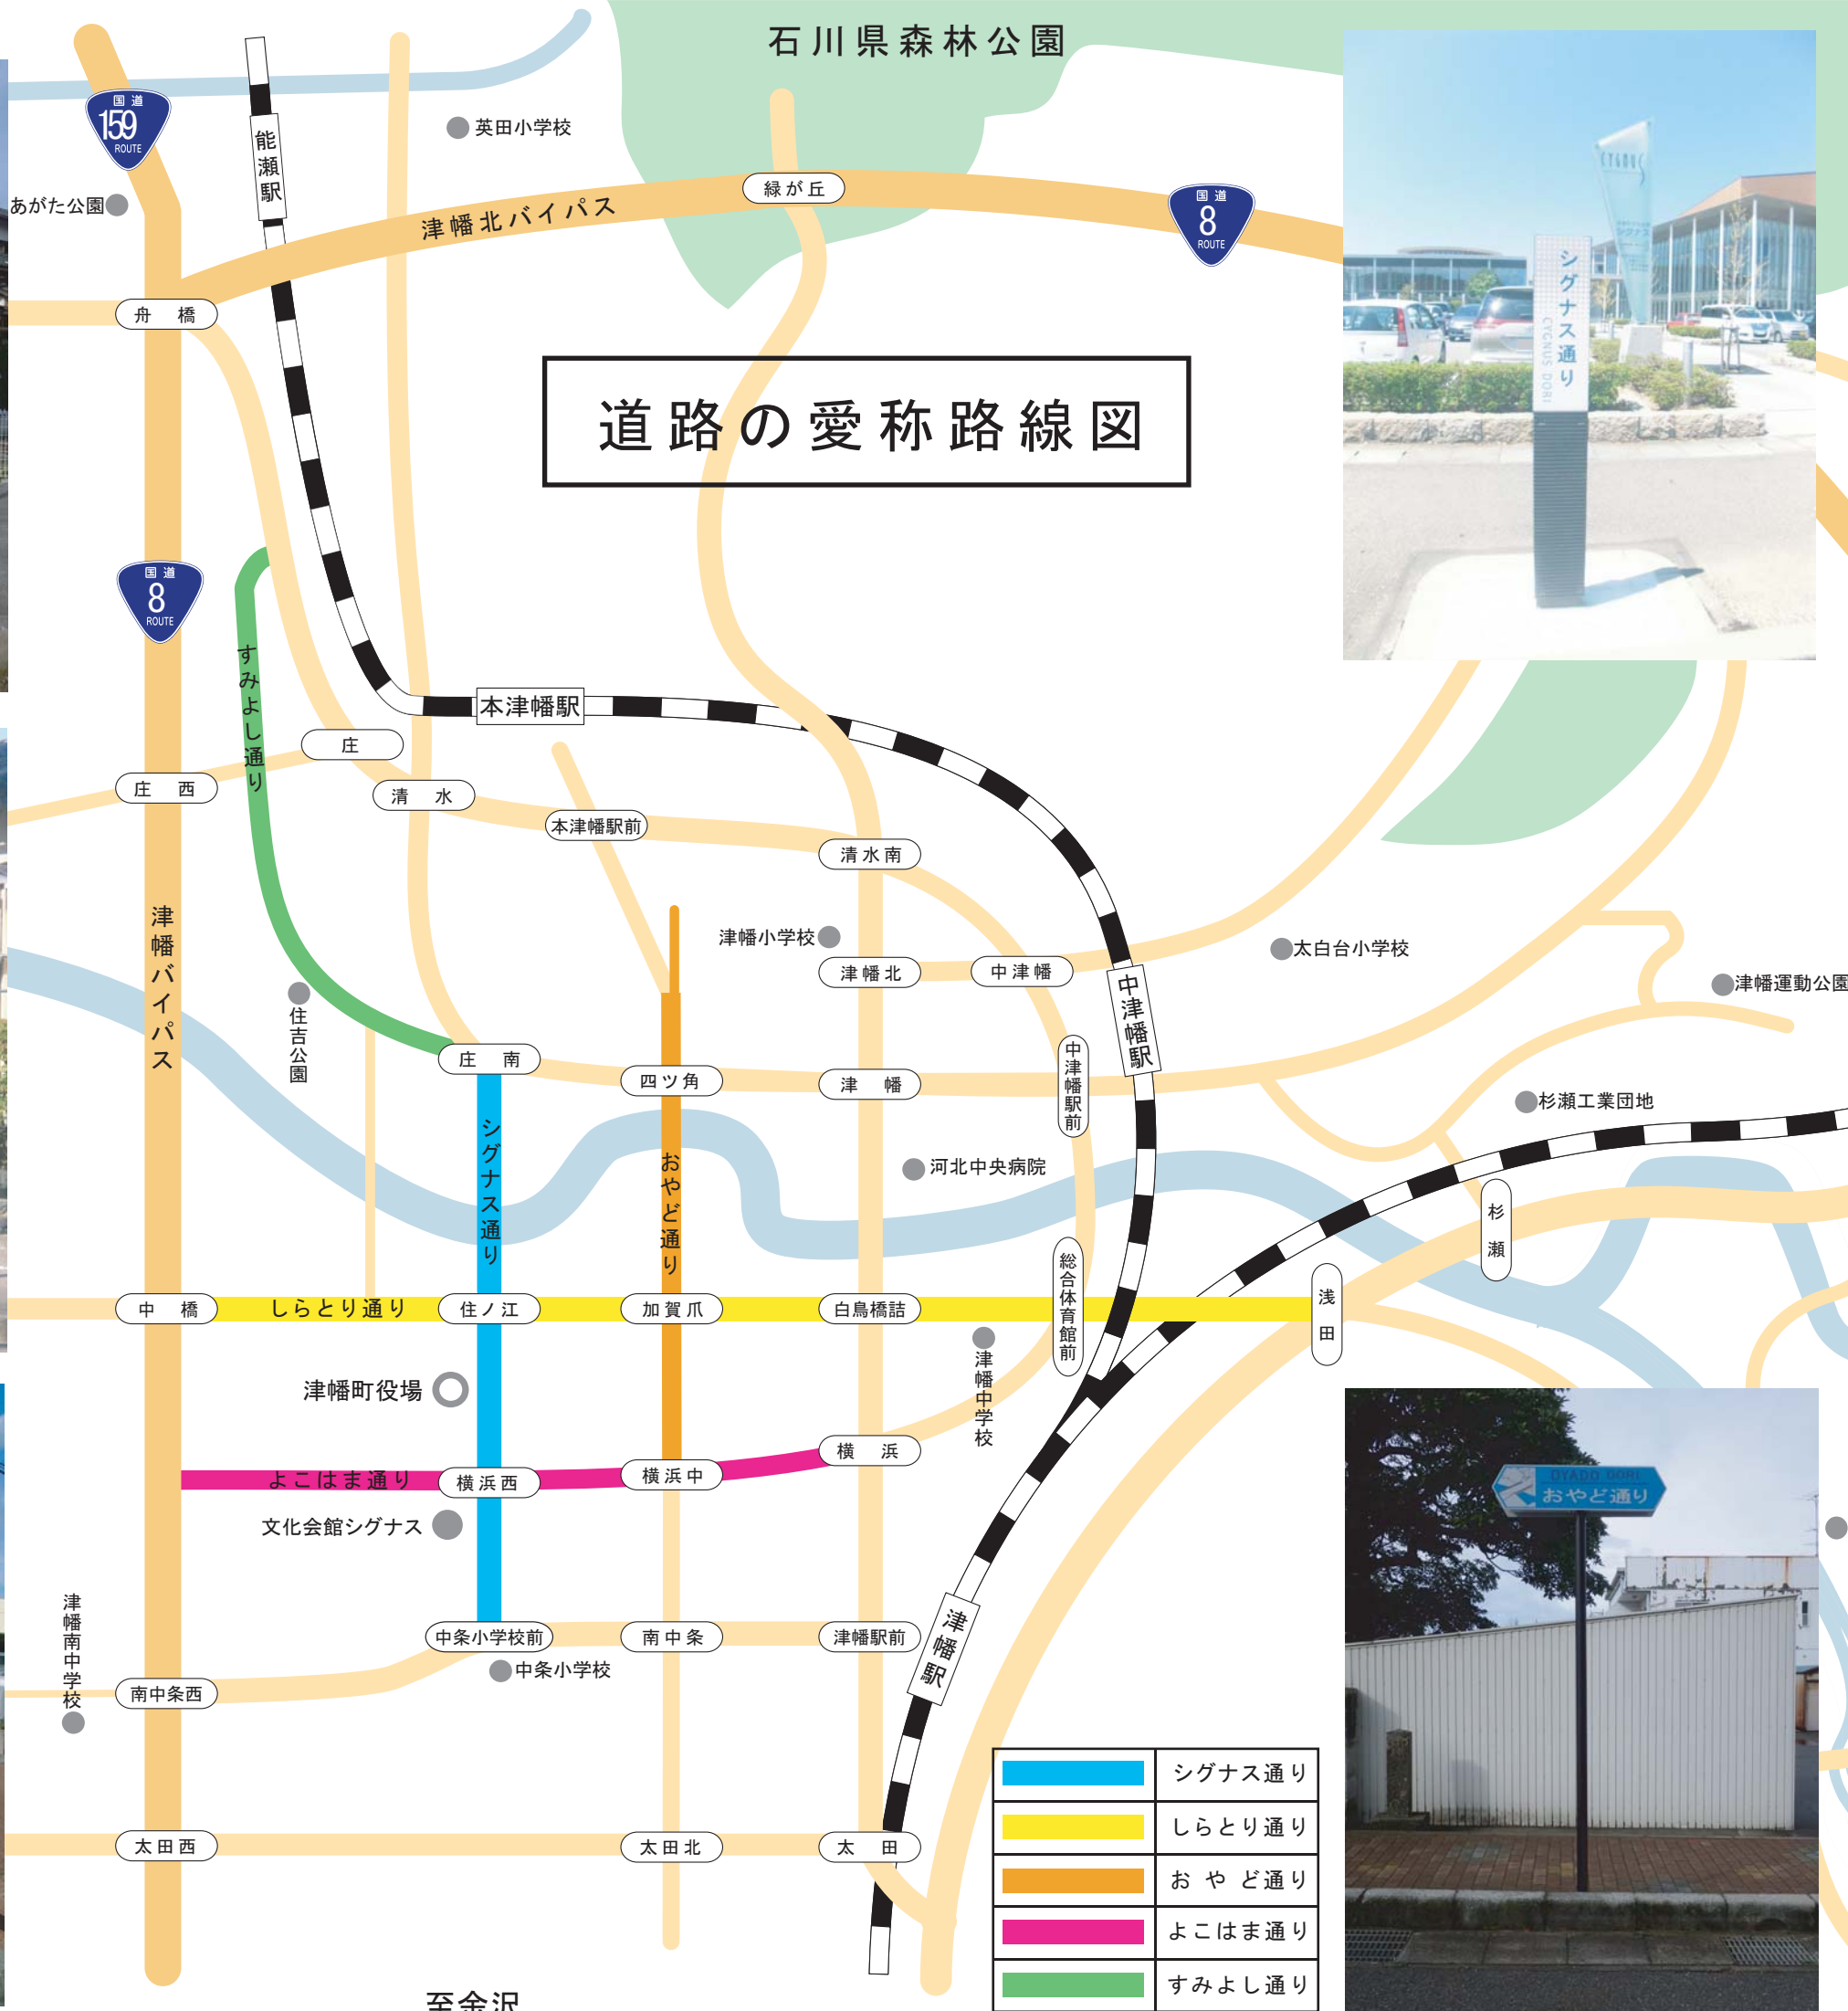 石川県森林公園
国道
159
ROUTE
能瀬駅
英田小学校
あがた公園
緑が丘
津幡北バイパス
国道
8
ROUTE
舟橋
道路の愛称路線図
CYGNUS
シグナス
シグナス通り
CYGNUS DORI
国道
8
ROUTE
すみよし通り
本津幡駅
庄
庄西
清水
本津幡駅前
清水南
津幡バイパス
津幡小学校
太白台小学校
津幡北
中津幡
中津幡駅
津幡運動公園
住吉公園
庄南
四ツ角
津幡
中津幡駅前
杉瀬工業団地
シグナス通り
おやど通り
河北中央病院
杉瀬
総合体育館前
浅田
中橋
しらとり通り
住ノ江
加賀爪
白鳥橋詰
津幡中学校
津幡町役場
横浜
よこはま通り
横浜西
横浜中
文化会館シグナス
OYADO DORI
おやど通り
津幡南中学校
中条小学校前
南中条
津幡駅前
津幡駅
中条小学校
南中条西
シグナス通り
しらとり通り
太田西
太田北
太田
おやど通り
よこはま通り
すみよし通り
至金沢